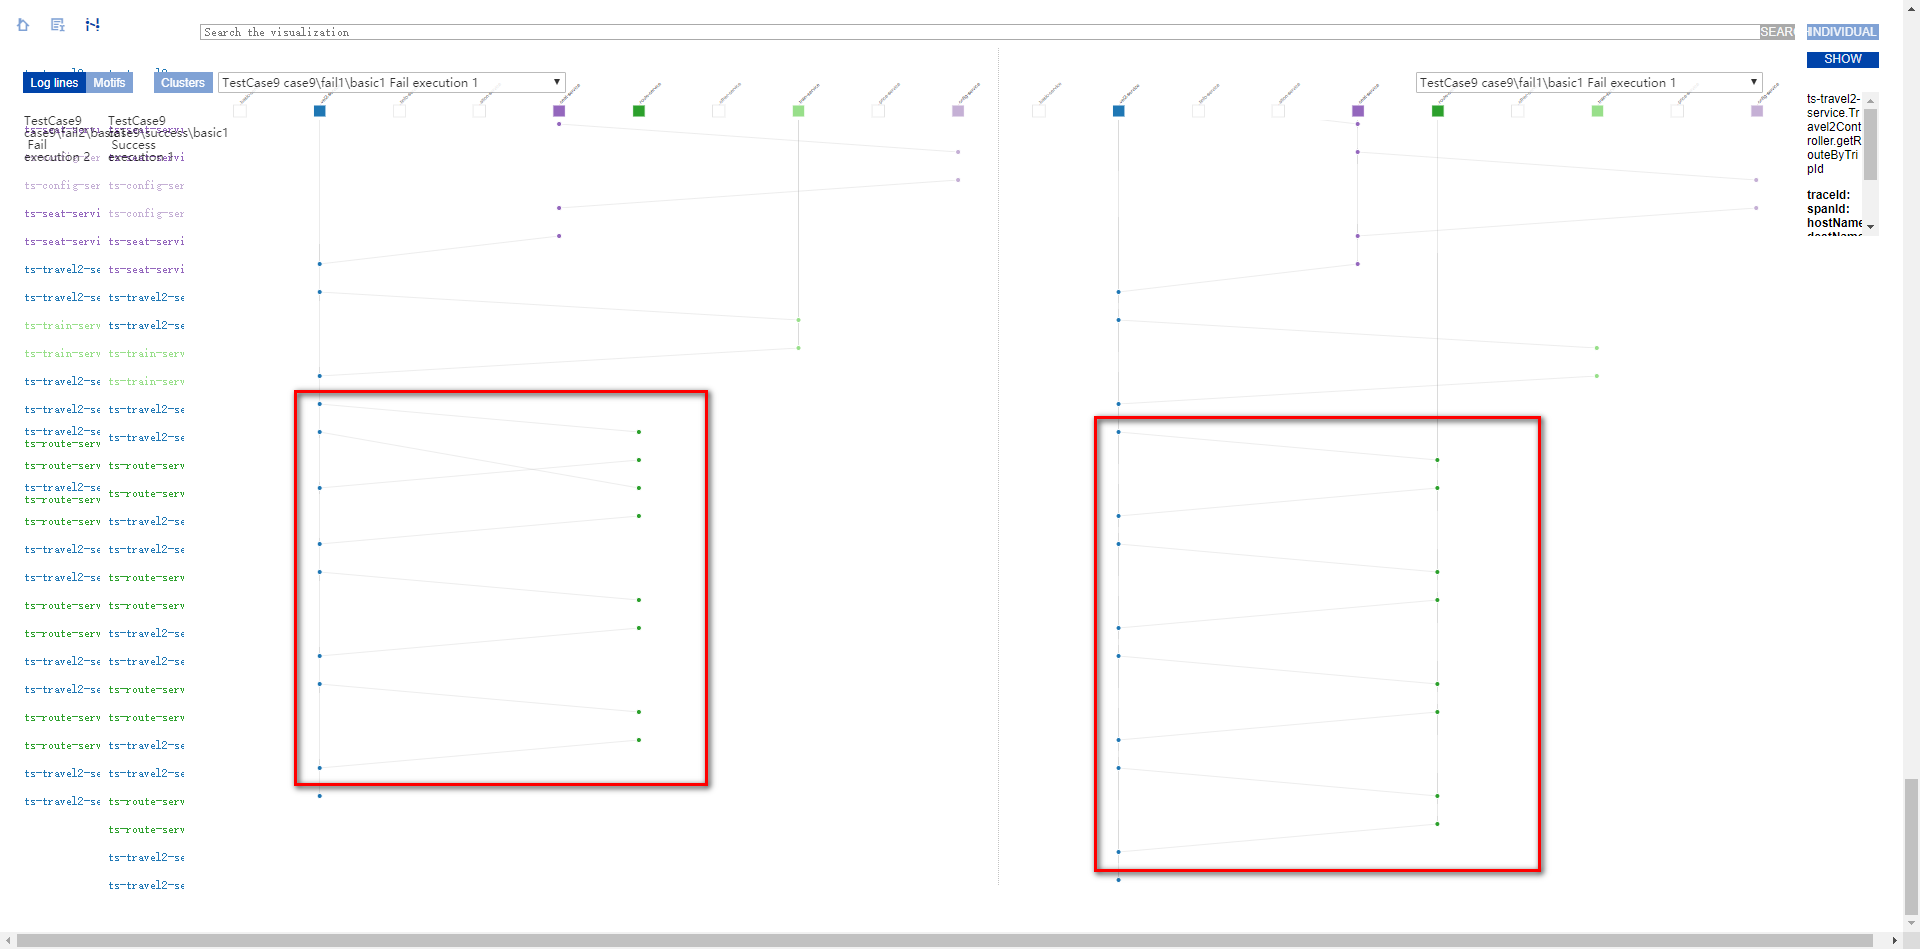 Search the visualization
SEARC
INDIVIDUAL
SHOW
Log lines
Motifs
Clusters
TestCase9 case9\fail1\basic1 Fail execution 1
TestCase9 case9\fail1\basic1 Fail execution 1
TestCase9
case9\fail2\basic1
Fail
execution 2
TestCase9
case9\success\basic1
Success
execution 1
ts-config-ser
ts-seat-servi
ts-seat-servi
ts-travel2-se
ts-travel2-se
ts-train-serv
ts-train-serv
ts-travel2-se
ts-travel2-se
ts-travel2-se
ts-route-serv
ts-route-serv
ts-travel2-se
ts-route-serv
ts-route-serv
ts-travel2-se
ts-travel2-se
ts-route-serv
ts-route-serv
ts-travel2-se
ts-travel2-se
ts-route-serv
ts-route-serv
ts-travel2-se
ts-travel2-se
ts-config-ser
ts-config-ser
ts-seat-servi
ts-seat-servi
ts-travel2-se
ts-travel2-se
ts-train-serv
ts-train-serv
ts-travel2-se
ts-travel2-se
ts-route-serv
ts-route-serv
ts-travel2-se
ts-travel2-se
ts-route-serv
ts-route-serv
ts-travel2-se
ts-travel2-se
ts-route-serv
ts-route-serv
ts-travel2-se
ts-travel2-se
ts-route-serv
ts-route-serv
ts-travel2-se
ts-travel2-se
ts-travel2-
service.Tr
avel2Cont
roller.getR
outeByTri
pId
traceId:
spanId:
hostName